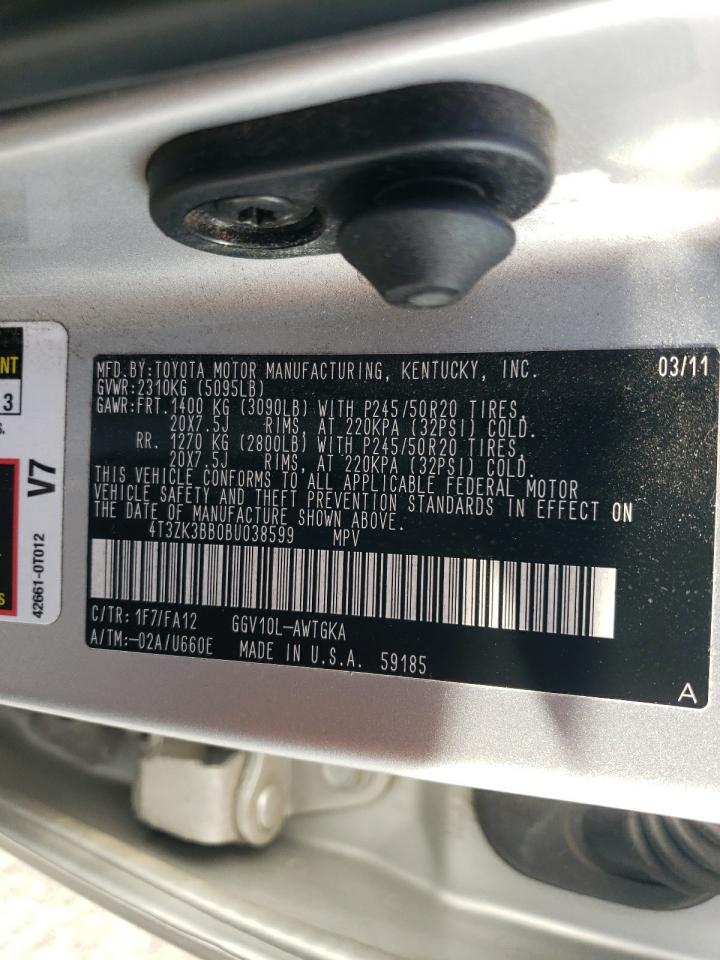 NT
3
S.
V7
S
42661-0T012
MFD.BY:TOYOTA MOTOR MANUFACTURING, KENTUCKY, INC. 03/11
GVWR:2310KG (5095LB)
GAWR:FRT.1400 KG (3090LB) WITH P245/50R20 TIRES,
20X7.5J RIMS, AT 220KPA (32PSI) COLD.
RR. 1270 KG (2800LB) WITH P245/50R20 TIRES,
20X7.5J RIMS, AT 220KPA (32PSI) COLD.
THIS VEHICLE CONFORMS TO ALL APPLICABLE FEDERAL MOTOR
VEHICLE SAFETY AND THEFT PREVENTION STANDARDS IN EFFECT ON
THE DATE OF MANUFACTURE SHOWN ABOVE.
4T3ZK3BB0BU038599 MPV
C/TR: 1F7/FA12 GGV10L-AWTGKA
A/TM:-02A/U660E MADE IN U.S.A. 59185
A